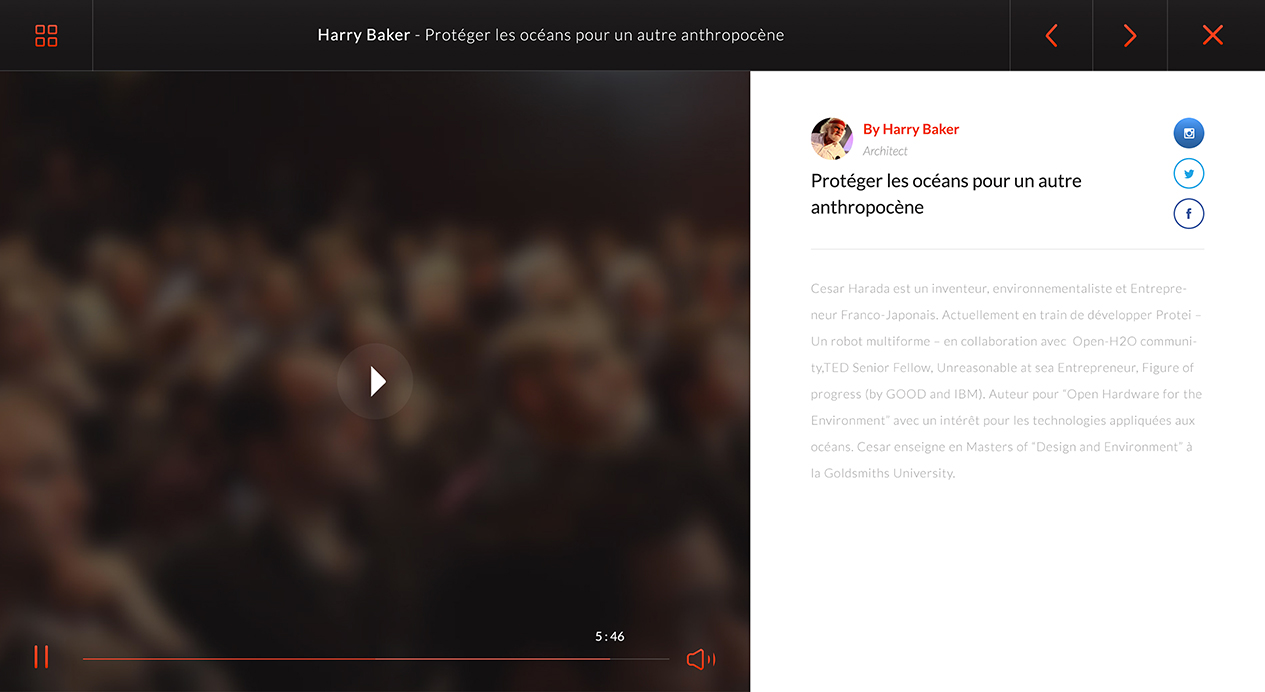 Harry Baker - Protéger les océans pour un autre anthropocène
By Harry Baker
Architect
Protéger les océans pour un autre
anthropocène
Cesar Harada est un inventeur, environnementaliste et Entrepre-
neur Franco-Japonais. Actuellement en train de développer Protei –
Un robot multiforme – en collaboration avec Open-H2O communi-
ty,TED Senior Fellow, Unreasonable at sea Entrepreneur, Figure of
progress (by GOOD and IBM). Auteur pour "Open Hardware for the
Environment" avec un intérêt pour les technologies appliquées aux
océans. Cesar enseigne en Masters of "Design and Environment" à
la Goldsmiths University.
5:46